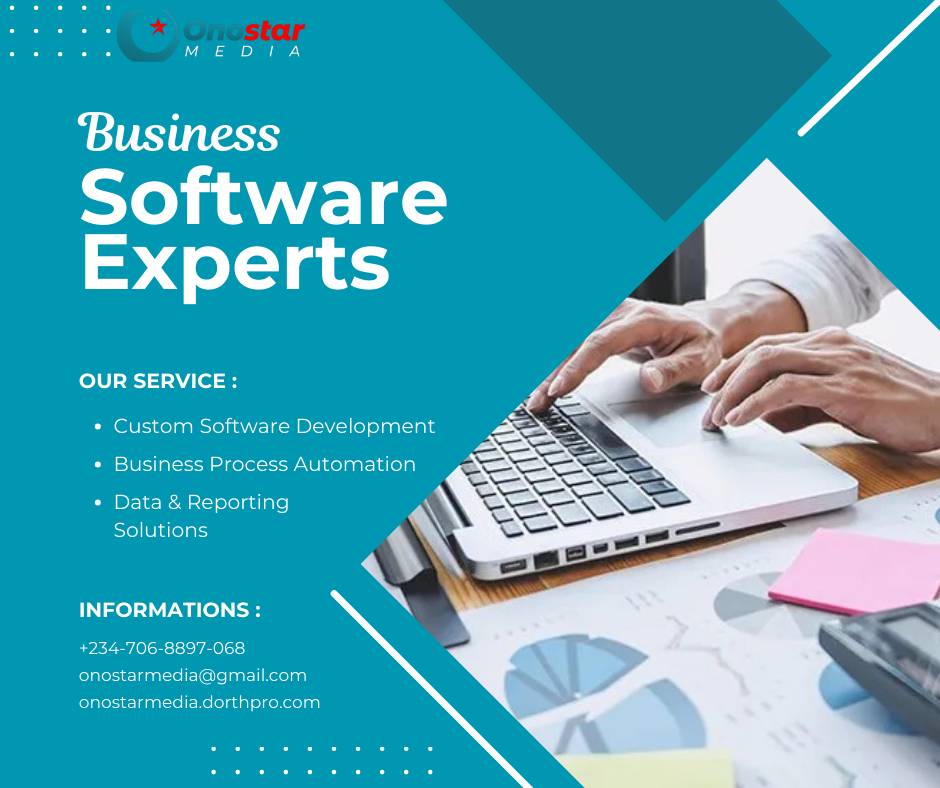 Onostar
MEDIA
Business
Software
Experts
OUR SERVICE :
• Custom Software Development
• Business Process Automation
• Data & Reporting
Solutions
INFORMATIONS :
+234-706-8897-068
onostarmedia@gmail.com
onostarmedia.dorthpro.com